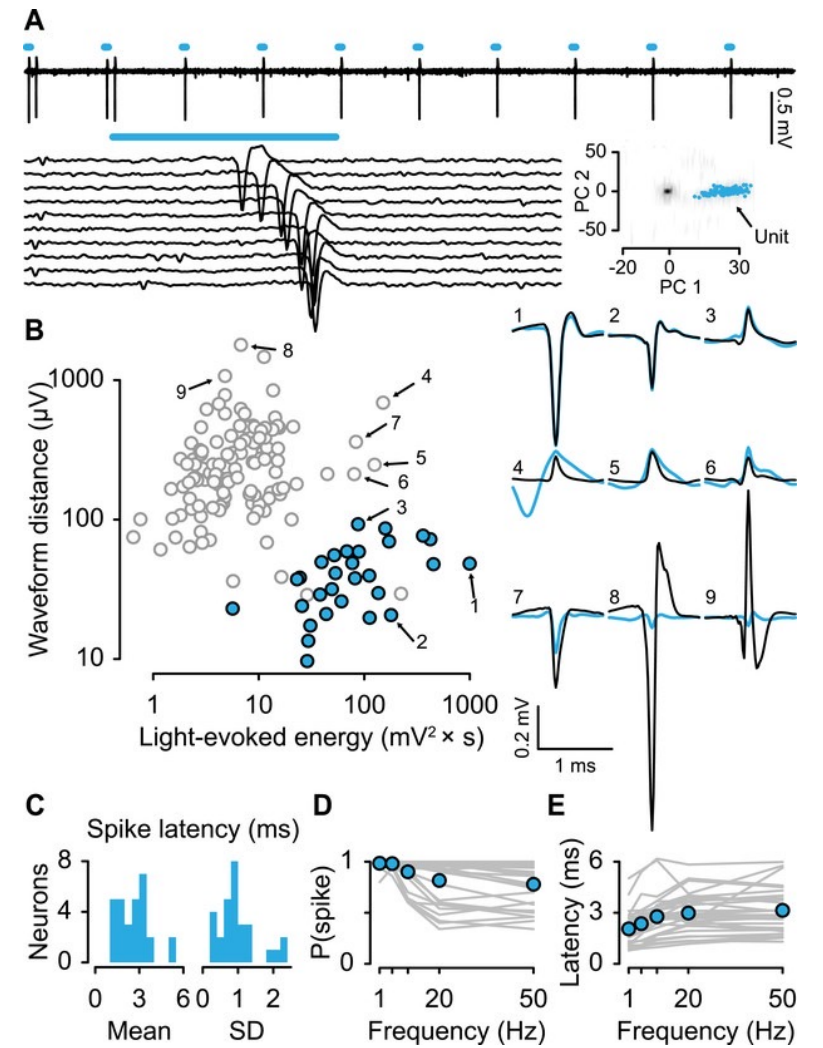 A
0.5 mV
50
0
-50
PC 2
Unit
-20 0 30
PC 1
B
1000
100
10
Waveform distance (µV)
8
9
4
7
5
6
3
1
2
1 10 100 1000
Light-evoked energy (mV² × s)
1 2 3
4 5 6
7 8 9
0.2 mV
1 ms
C
Spike latency (ms)
8
4
0
Neurons
0 3 6 0 1 2
Mean SD
D
1
0
P(spike)
1 20 50
Frequency (Hz)
E
6
3
0
Latency (ms)
1 20 50
Frequency (Hz)